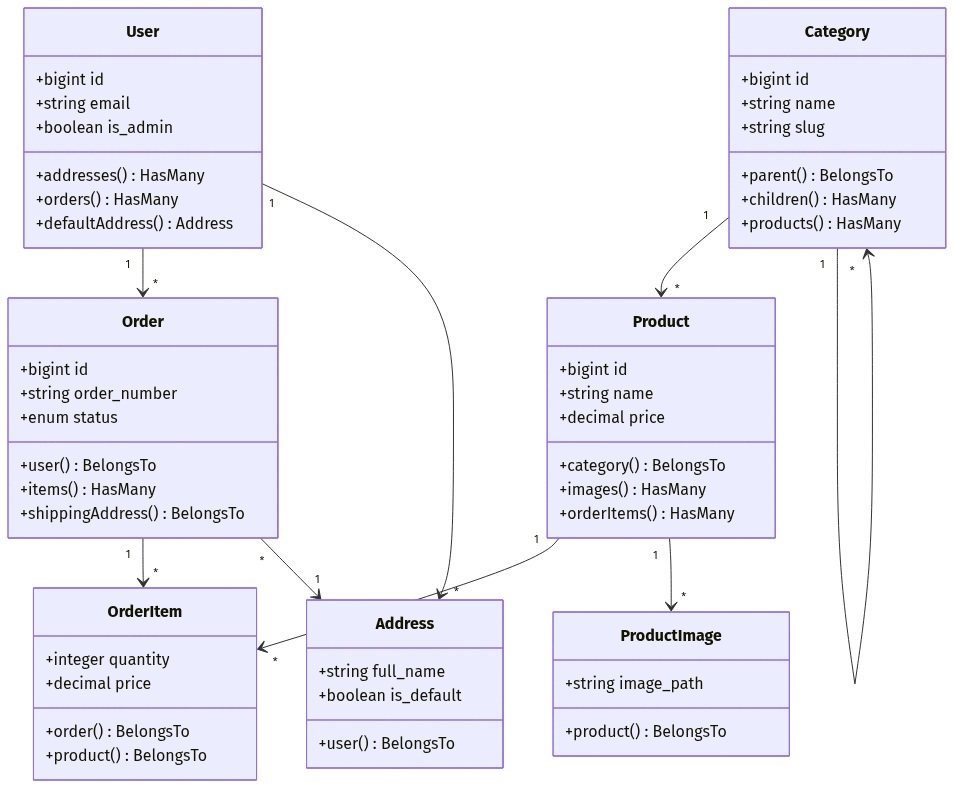 User
+bigint id
+string email
+boolean is_admin
+addresses() : HasMany
+orders() : HasMany
+defaultAddress() : Address
Category
+bigint id
+string name
+string slug
+parent() : BelongsTo
+children() : HasMany
+products() : HasMany
1
1
*
1
*
1
*
Order
+bigint id
+string order_number
+enum status
+user() : BelongsTo
+items() : HasMany
+shippingAddress() : BelongsTo
Product
+bigint id
+string name
+decimal price
+category() : BelongsTo
+images() : HasMany
+orderItems() : HasMany
1
*
*
1
*
1
*
1
*
OrderItem
+integer quantity
+decimal price
+order() : BelongsTo
+product() : BelongsTo
Address
+string full_name
+boolean is_default
+user() : BelongsTo
ProductImage
+string image_path
+product() : BelongsTo